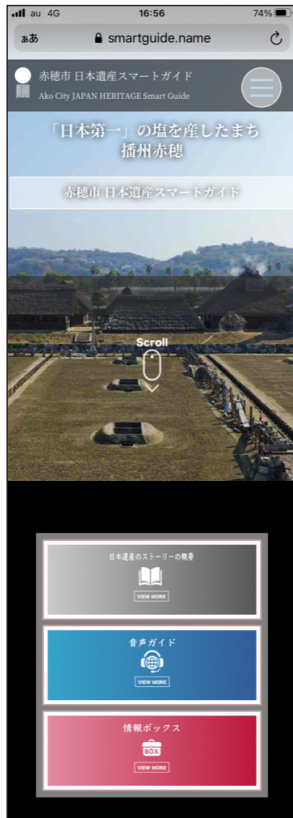 au 4G 16:56 74%
ぁあ smartguide.name
赤穂市 日本遺産スマートガイド
Ako City JAPAN HERITAGE Smart Guide
「日本第一」の塩を産したまち
播州赤穂
赤穂市 日本遺産スマートガイド
Scroll
日本遺産のストーリーの概要
VIEW MORE
音声ガイド
VIEW MORE
情報ボックス
BOX
VIEW MORE